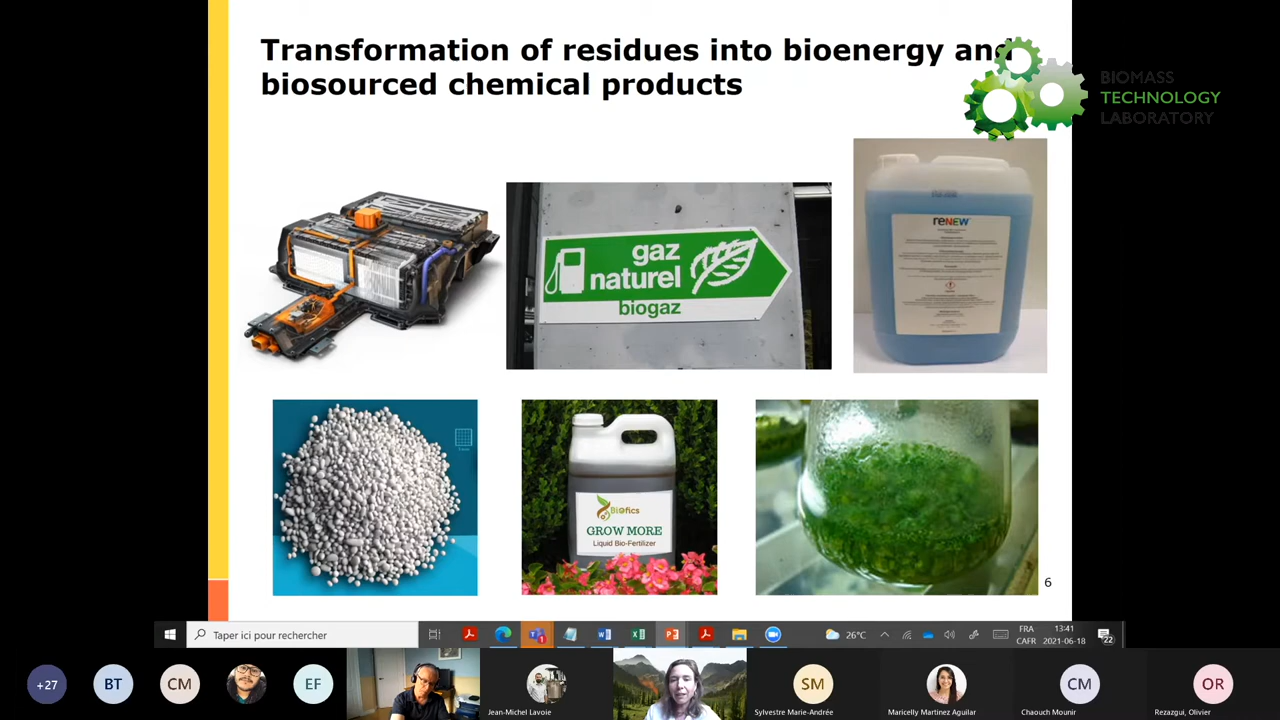 Transformation of residues into bioenergy and
biosourced chemical products
BIOMASS
TECHNOLOGY
LABORATORY
gaz
naturel
biogaz
reNEW
Biofics
GROW MORE
Liquid Bio-Fertilizer
6
Taper ici pour rechercher
26°C
FRA
CAFR
13:41
2021-06-18
22
+27
BT
CM
EF
Jean-Michel Lavoie
SM
Sylvestre Marie-Andrée
Maricelly Martinez Aguilar
CM
Chaouch Mounir
OR
Rezazgui, Olivier